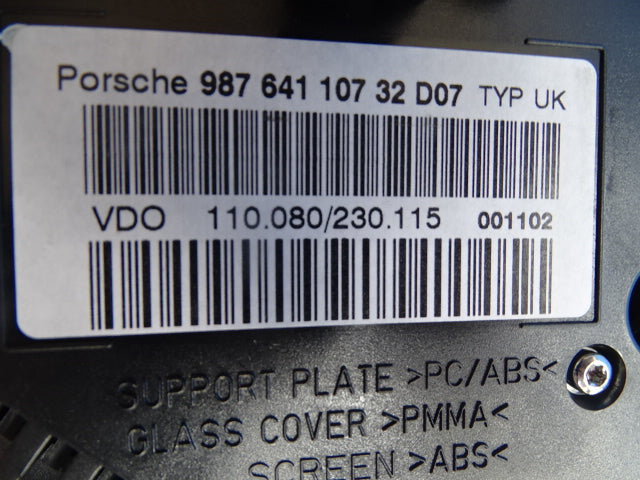 Porsche 987 641 107 32 D07 TYP UK
VDO 110.080/230.115 001102
SUPPORT PLATE >PC/ABS<
GLASS COVER >PMMA<
SCREEN >ABS<